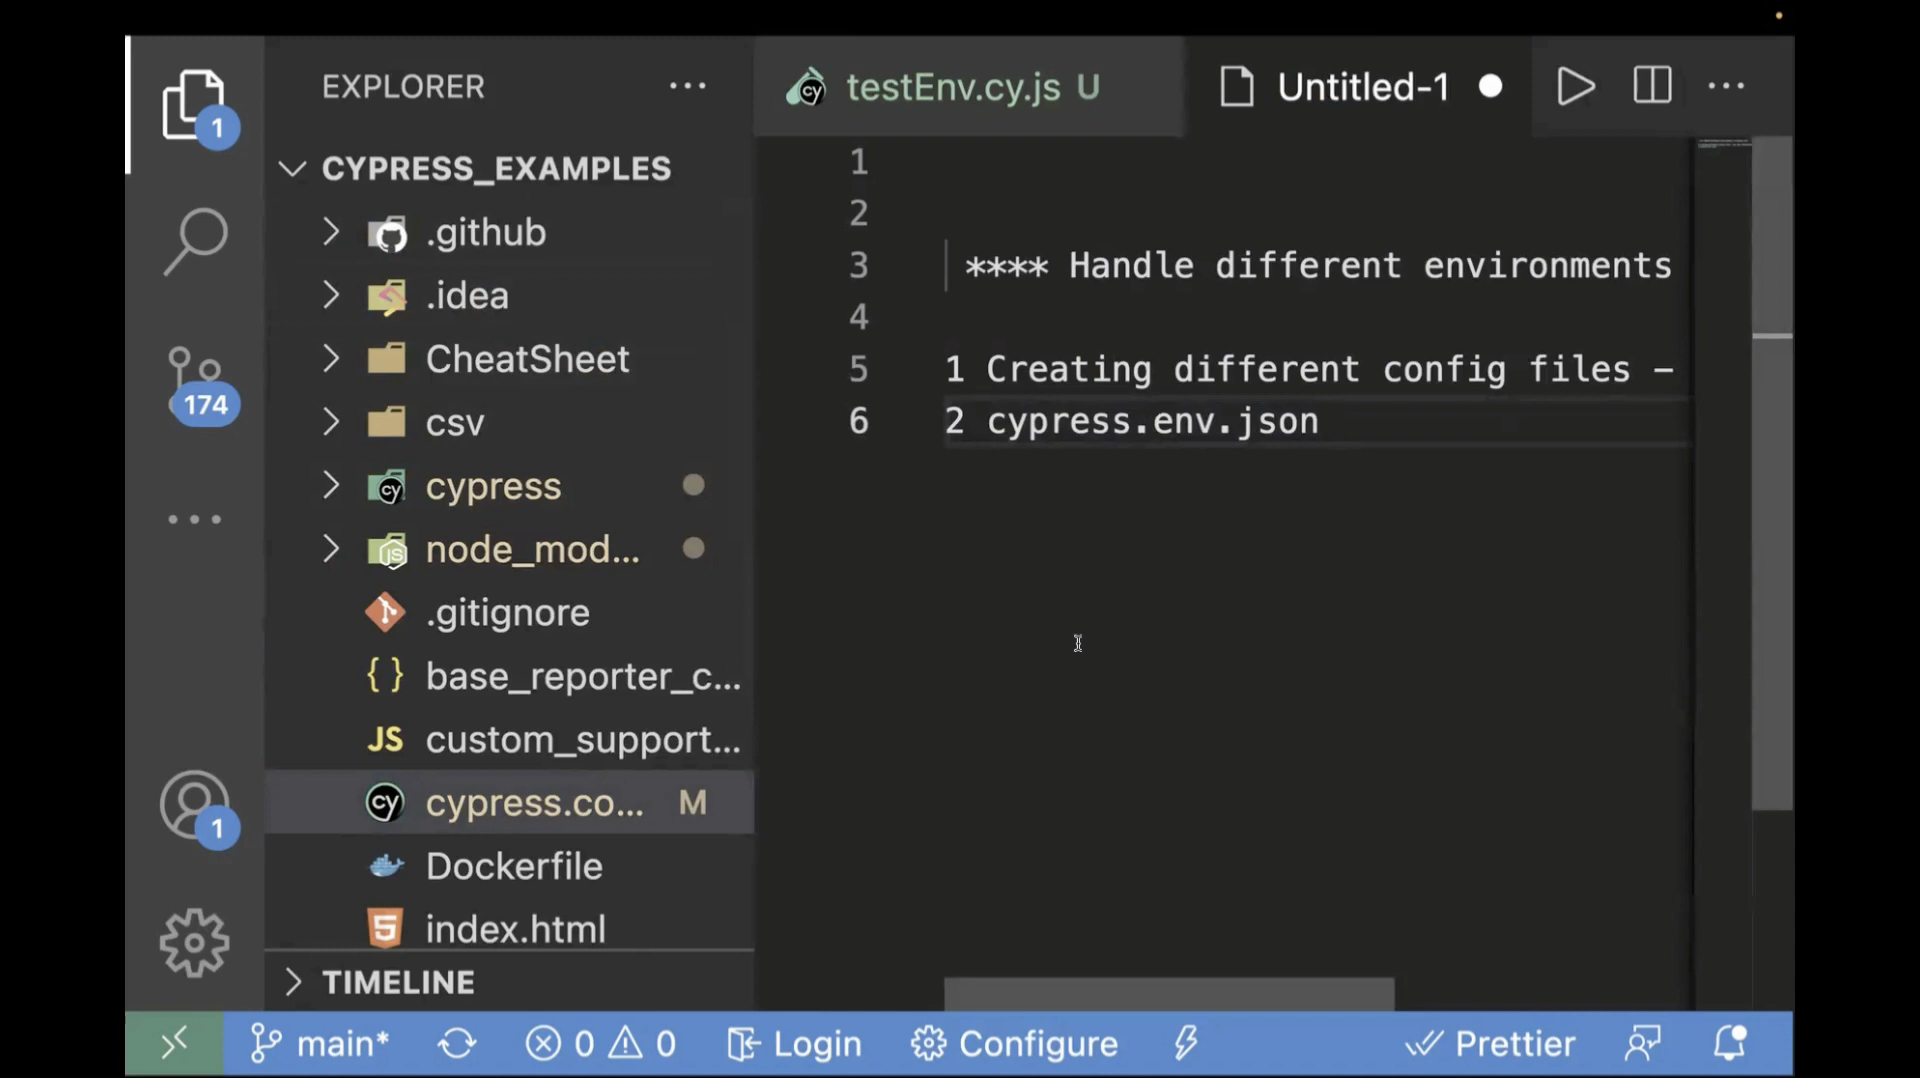 EXPLORER
CYPRESS_EXAMPLES
.github
.idea
CheatSheet
csv
cypress
node_mod...
.gitignore
base_reporter_c...
custom_support...
cypress.co... M
Dockerfile
index.html
TIMELINE
1
174
1
testEnv.cy.js U
Untitled-1
1
2
3 **** Handle different environments
4
5 1 Creating different config files –
6 2 cypress.env.json
main* 0 0 Login Configure Prettier